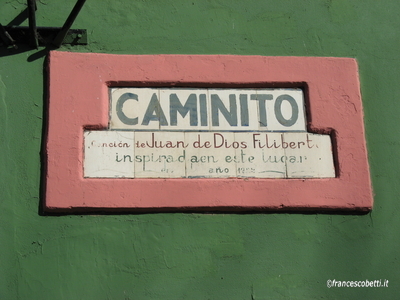 CAMINITO
Canción de Juan de Dios Filibert
inspirada en este lugar
año
©francescobetti.it